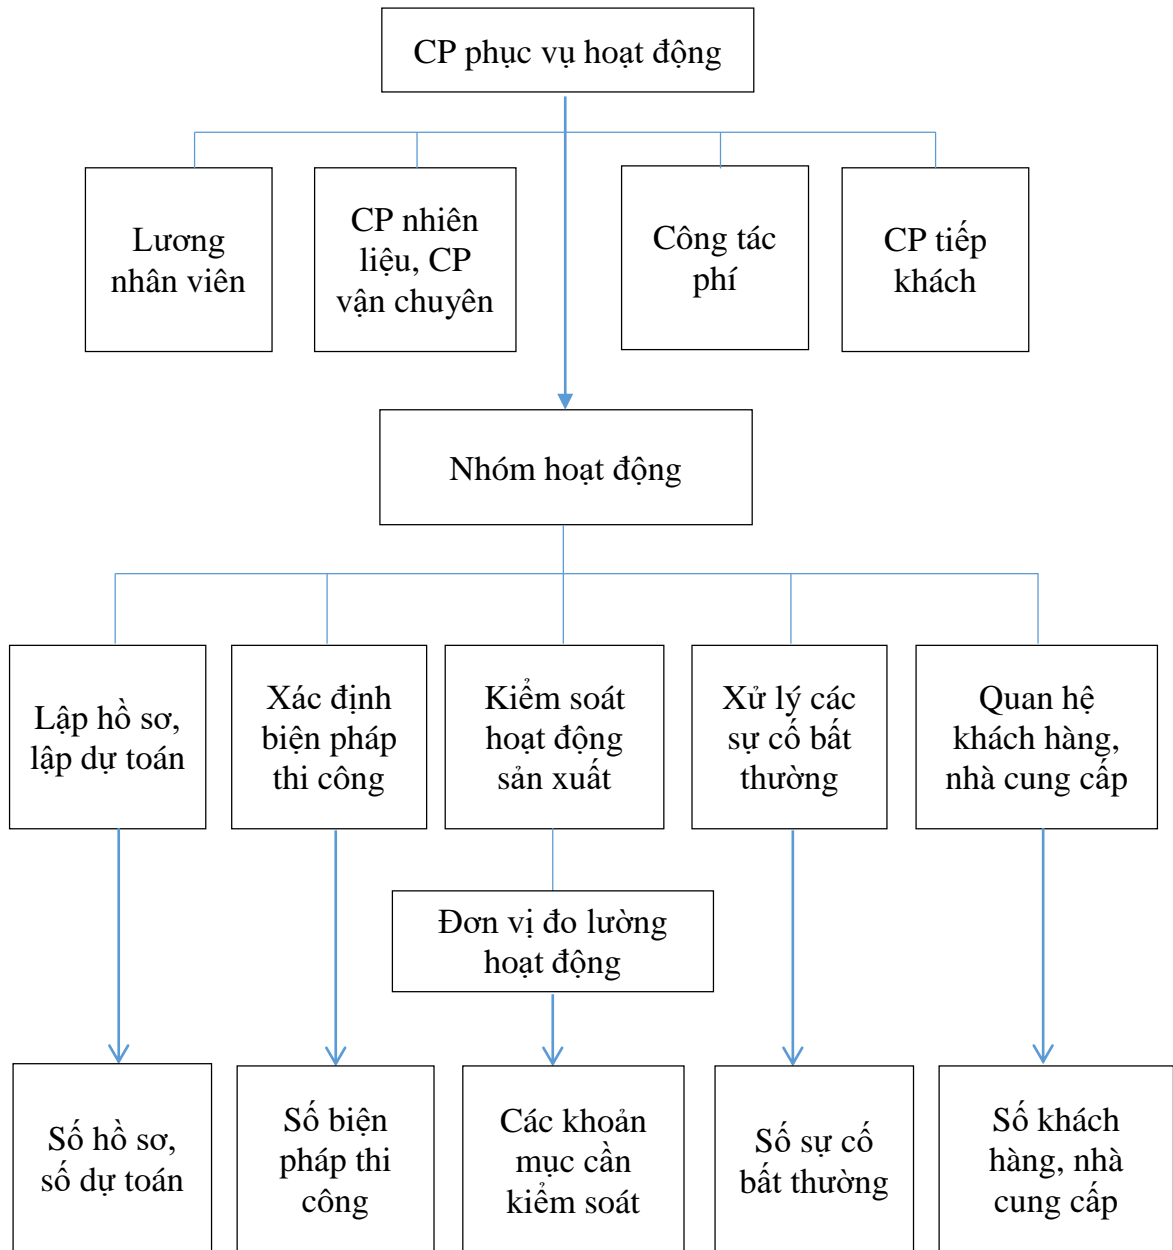 CP phục vụ hoạt động
Lương
nhân viên
CP nhiên
liệu, CP
vận chuyên
Công tác
phí
CP tiếp
khách
Nhóm hoạt động
Lập hồ sơ,
lập dự toán
Xác định
biện pháp
thi công
Kiểm soát
hoạt động
sản xuất
Xử lý các
sự cố bất
thường
Quan hệ
khách hàng,
nhà cung cấp
Đơn vị đo lường
hoạt động
Số hồ sơ,
số dự toán
Số biện
pháp thi
công
Các khoản
mục cần
kiểm soát
Số sự cố
bất thường
Số khách
hàng, nhà
cung cấp